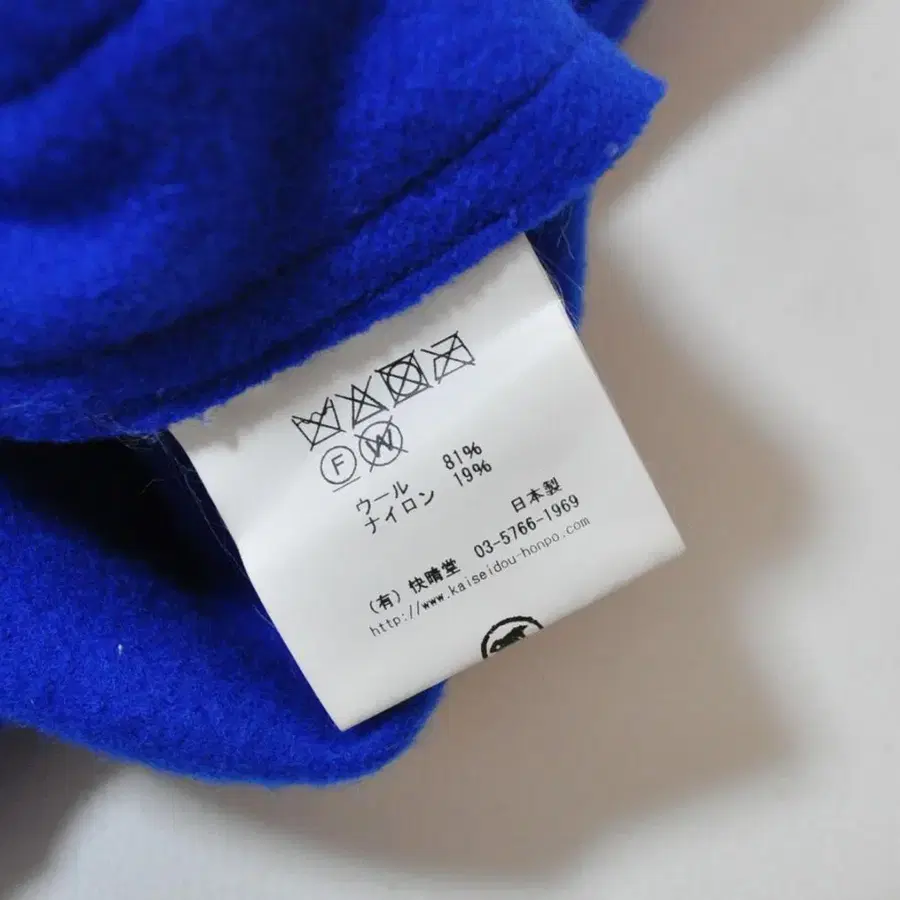 F W
ウール 81%
ナイロン 19%
日本製
(有) 快晴堂 03-5766-1969
http://www.kaiseidou-honpo.com